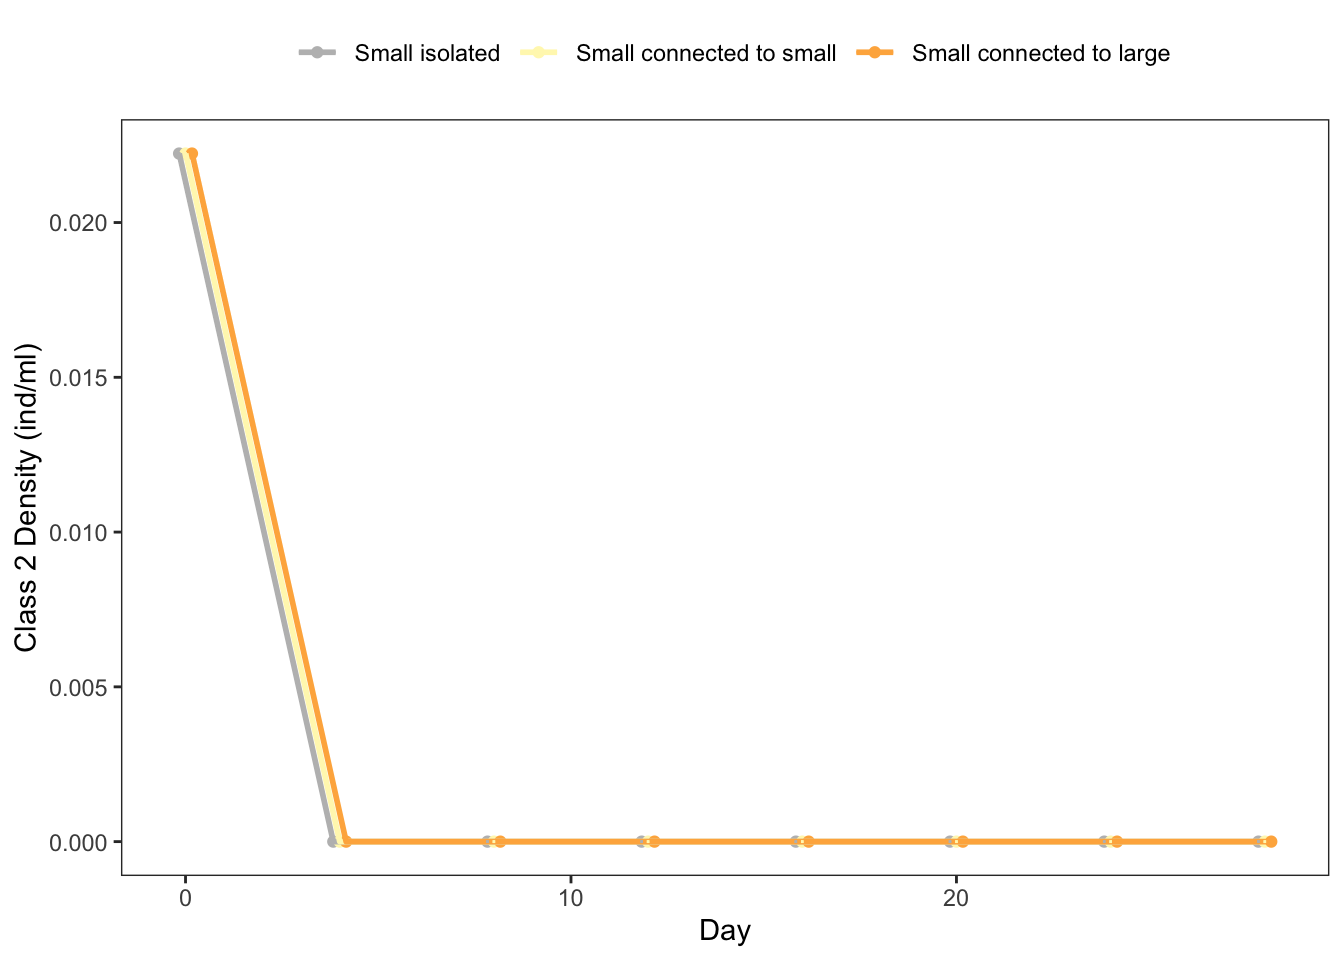 Small isolated Small connected to small Small connected to large
Class 2 Density (ind/ml)
0.020
0.015
0.010
0.005
0.000
0 10 20
Day